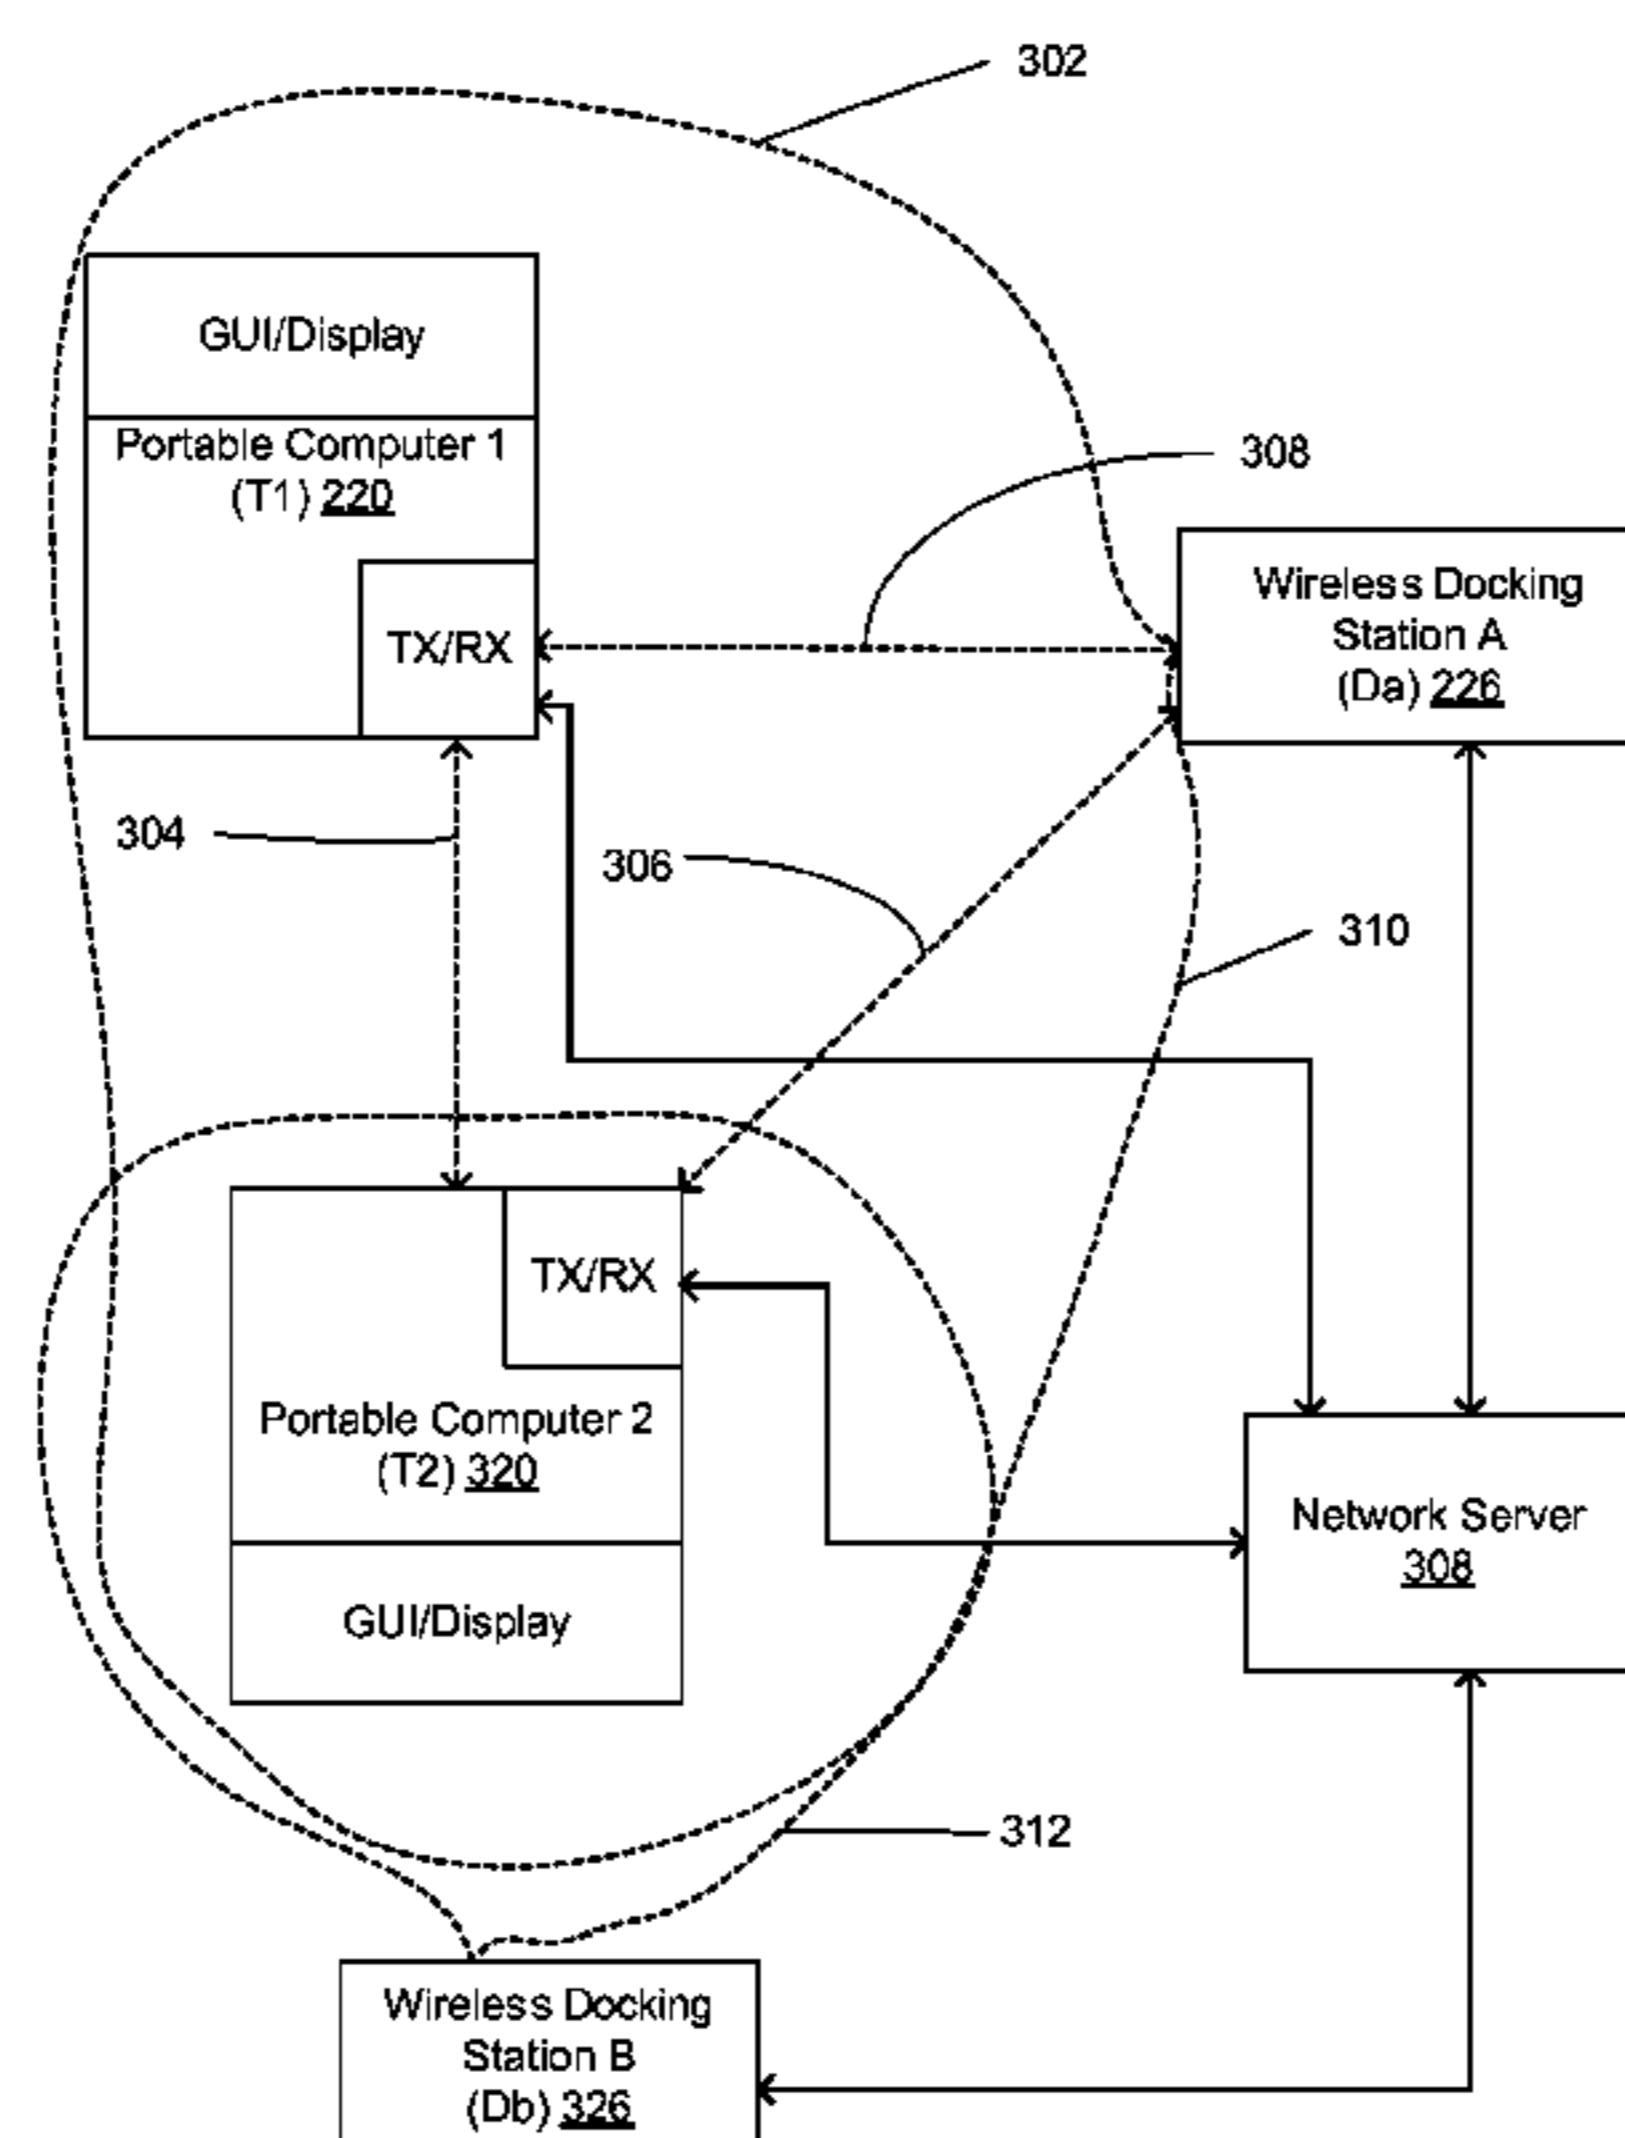 302
GUI/Display
Portable Computer 1
(T1) 220
TX/RX
308
Wireless Docking
Station A
(Da) 226
304
306
310
TX/RX
Portable Computer 2
(T2) 320
GUI/Display
Network Server
308
312
Wireless Docking
Station B
(Db) 326